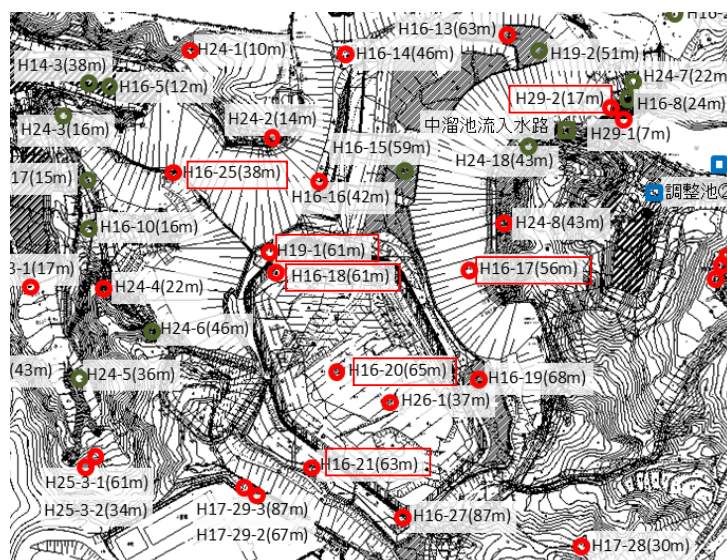 H16-13(63m)
H16-
H24-1(10m)
H16-14(46m)
H19-2(51m)
H14-3(38m)
H16-5(12m)
H24-7(22m
H29-2(17m)
H16-8(24m)
H24-3(16m)
H24-2(14m)
中溜池流入水路
H29-1(7m)
H16-15(59m)
H24-18(43m)
17(15m)
H16-25(38m)
H16-16(42m)
調整池
H16-10(16m)
H24-8(43m)
H19-1(61m)
3-1(17m)
H16-18(61m)
H16-17(56m)
H24-4(22m)
H24-6(46m)
(43m)
H24-5(36m)
H16-20(65m)
H16-19(68m)
H26-1(37m)
H16-21(63m)
H25-3-1(61m)
H25-3-2(34m)
H17-29-3(87m)
H17-29-2(67m)
H16-27(87m)
H17-28(30m)